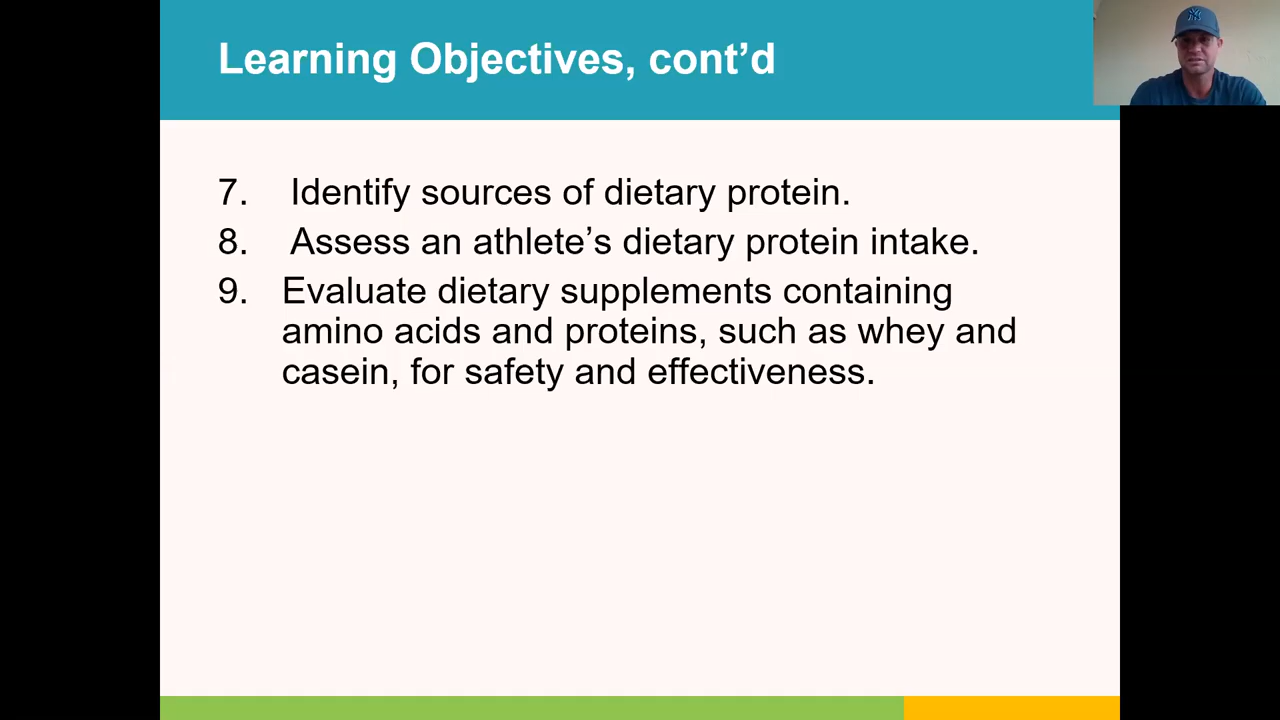 Learning Objectives, cont’d
7. Identify sources of dietary protein.
8. Assess an athlete’s dietary protein intake.
9. Evaluate dietary supplements containing
amino acids and proteins, such as whey and
casein, for safety and effectiveness.